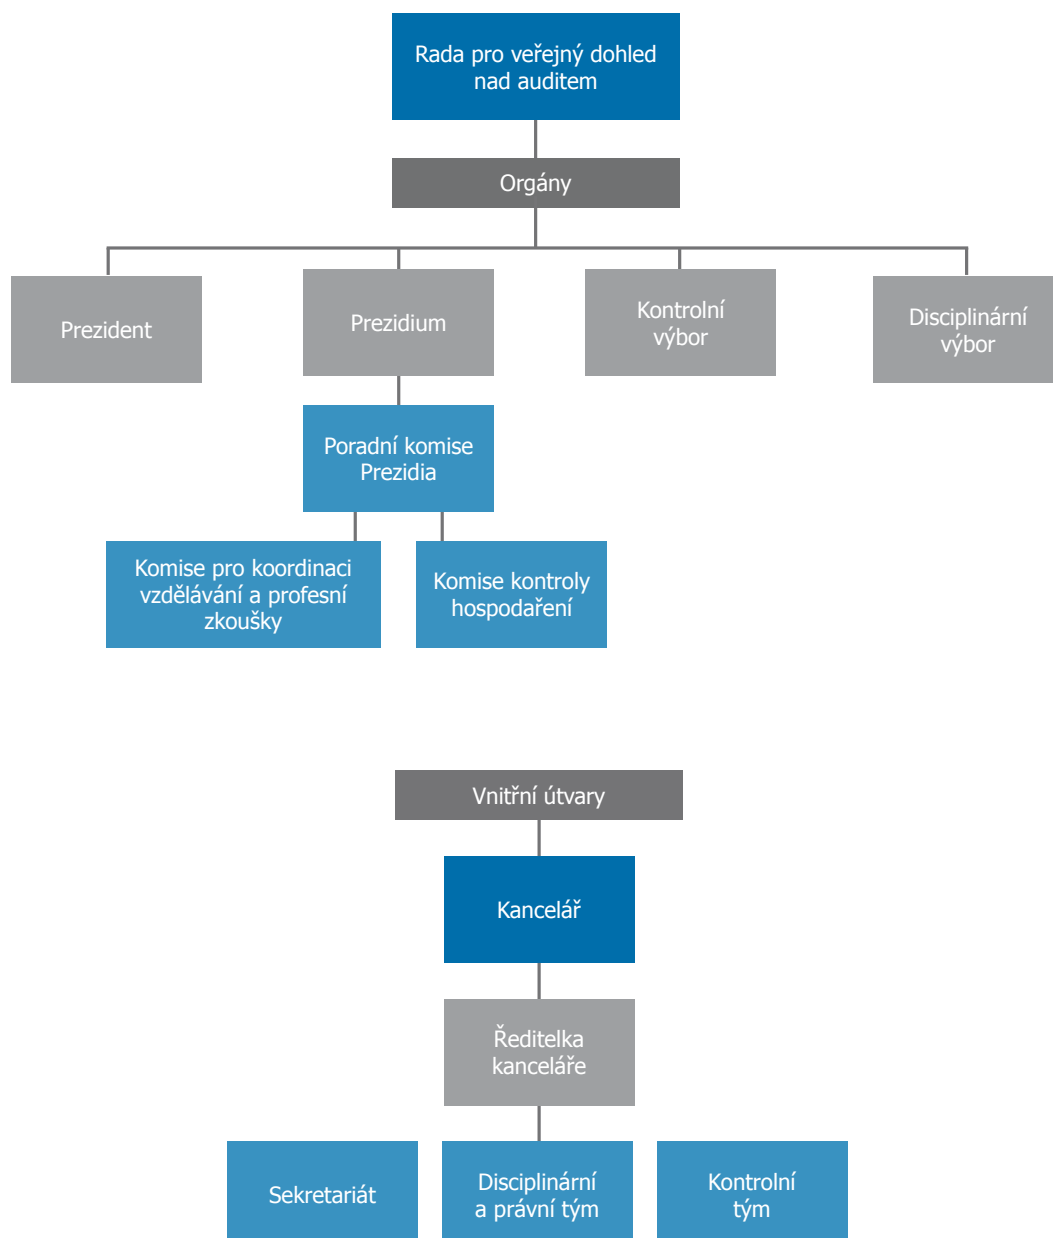 Rada pro veřejný dohled
nad auditem
Orgány
Prezident
Prezidium
Kontrolní
výbor
Disciplinární
výbor
Poradní komise
Prezidia
Komise pro koordinaci
vzdělávání a profesní
zkoušky
Komise kontroly
hospodaření
Vnitřní útvary
Kancelář
Ředitelka
kanceláře
Sekretariát
Disciplinární
a právní tým
Kontrolní
tým